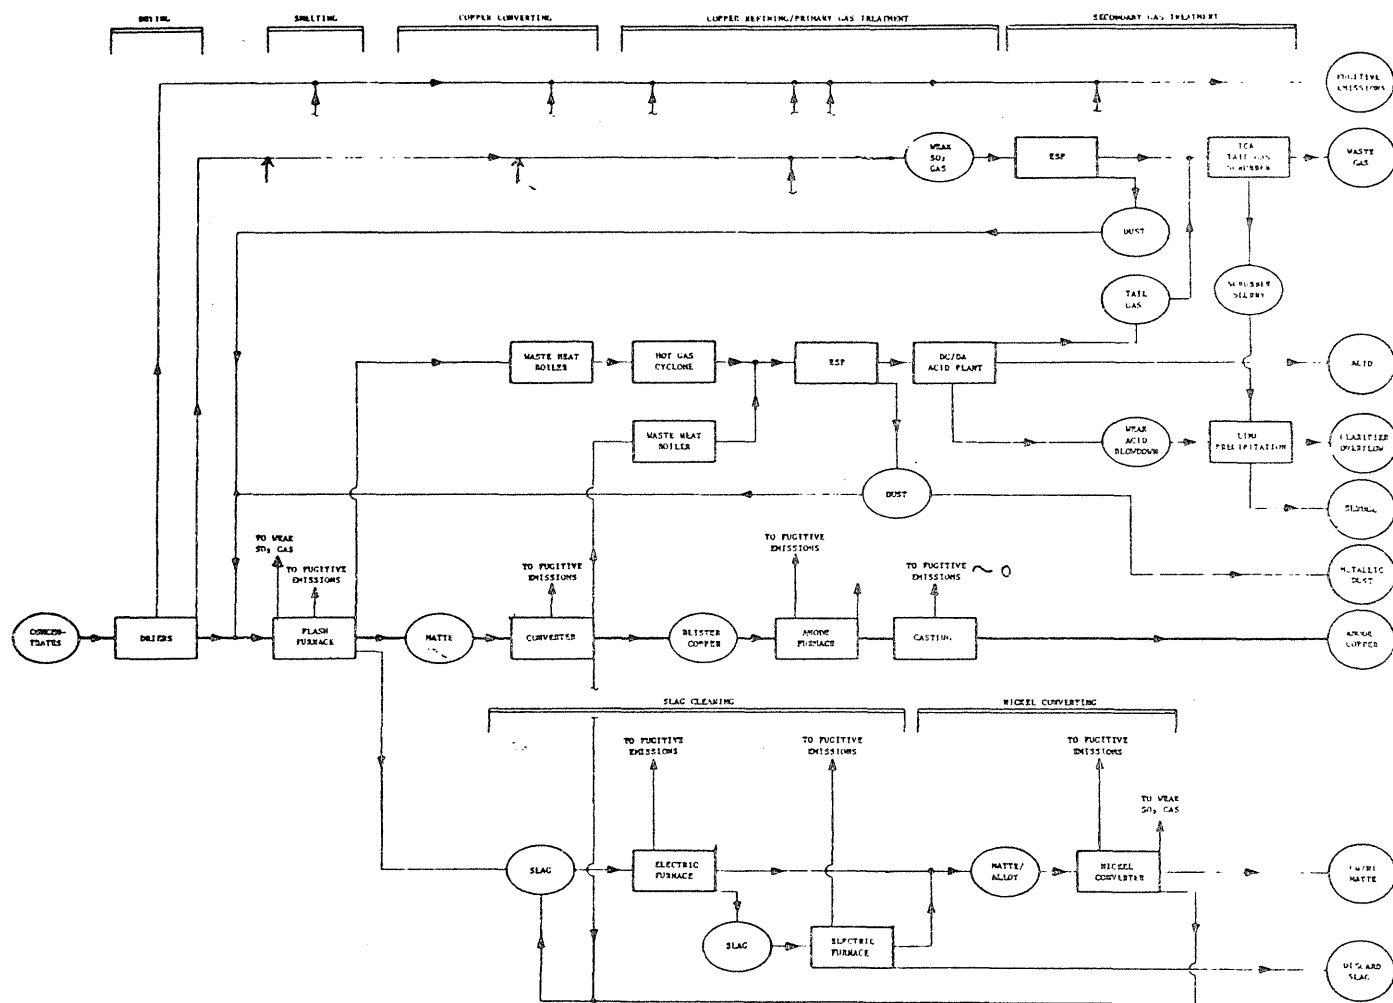 DRYING
SMELTING
COPPER CONVERTING
COPPER REFINING/PRIMARY GAS TREATMENT
SECONDARY GAS TREATMENT
FUGITIVE
EMISSIONS
WEAK
SO₂
GAS
ESP
TCA
TAIL GAS
SCRUBBER
WASTE
GAS
DUST
TAIL
GAS
SCRUBBER
SLURRY
WASTE HEAT
BOILER
HOT GAS
CYCLONE
ESP
DC/DA
ACID PLANT
ACID
WASTE HEAT
BOILER
WEAK
ACID
BLOWDOWN
LIME
PRECIPITATION
CLARIFIER
OVERFLOW
DUST
SLUDGE
TO WEAK
SO₂ GAS
TO FUGITIVE
EMISSIONS
TO FUGITIVE
EMISSIONS
TO FUGITIVE
EMISSIONS
TO FUGITIVE
EMISSIONS
~ 0
METALLIC
DUST
CONCEN-
TRATES
DRIERS
FLASH
FURNACE
MATTE
CONVERTER
BLISTER
COPPER
ANODE
FURNACE
CASTING
ANODE
COPPER
SLAG CLEANING
NICKEL CONVERTING
TO FUGITIVE
EMISSIONS
TO FUGITIVE
EMISSIONS
TO FUGITIVE
EMISSIONS
TO WEAK
SO₂ GAS
SLAG
ELECTRIC
FURNACE
MATTE/
ALLOY
NICKEL
CONVERTER
CU/NI
MATTE
SLAG
ELECTRIC
FURNACE
DISCARD
SLAG